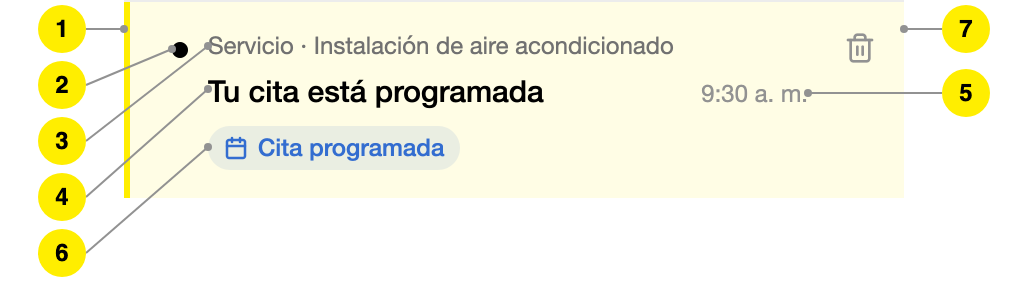 1
7
Servicio · Instalación de aire acondicionado
2
Tu cita está programada
9:30 a. m.
5
3
Cita programada
4
6